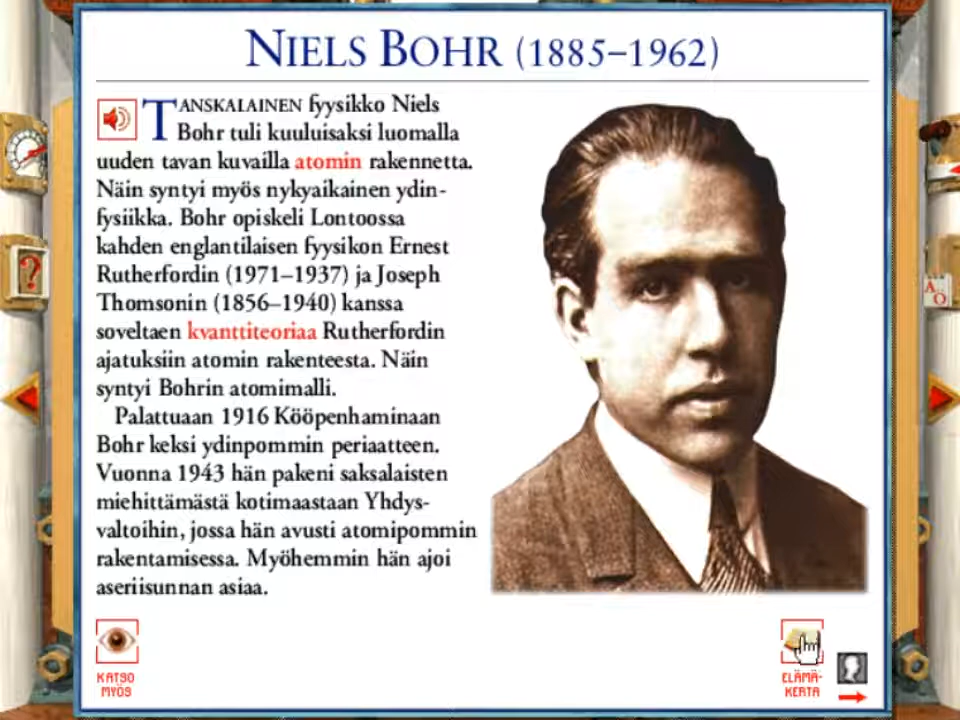 NIELS BOHR (1885–1962)
TANSKALAINEN fyysikko Niels
Bohr tuli kuuluisaksi luomalla
uuden tavan kuvailla atomin rakennetta.
Näin syntyi myös nykyaikainen ydin-
fysiikka. Bohr opiskeli Lontoossa
kahden englantilaisen fyysikon Ernest
Rutherfordin (1971–1937) ja Joseph
Thomsonin (1856–1940) kanssa
soveltaen kvanttiteoriaa Rutherfordin
ajatuksiin atomin rakenteesta. Näin
syntyi Bohrin atomimalli.
Palattuaan 1916 Kööpenhaminaan
Bohr keksi ydinpommin periaatteen.
Vuonna 1943 hän pakeni saksalaisten
miehittämästä kotimaastaan Yhdys-
valtoihin, jossa hän avusti atomipommin
rakentamisessa. Myöhemmin hän ajoi
aseriisunnan asiaa.
KATSO
MYÖS
ELÄMÄ-
KERTA
?
A
O